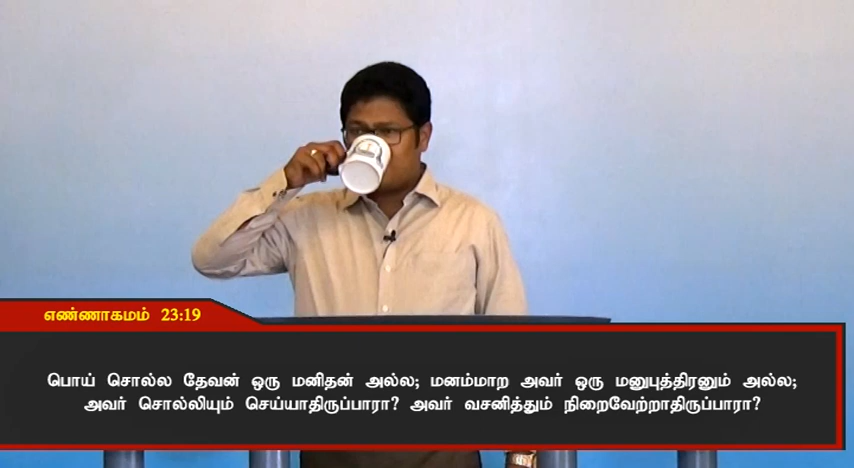 எண்ணாகமம் 23:19
பொய் சொல்ல தேவன் ஒரு மனிதன் அல்ல; மனம்மாற அவர் ஒரு மனுபுத்திரனும் அல்ல;
அவர் சொல்லியும் செய்யாதிருப்பாரா? அவர் வசனித்தும் நிறைவேற்றாதிருப்பாரா?